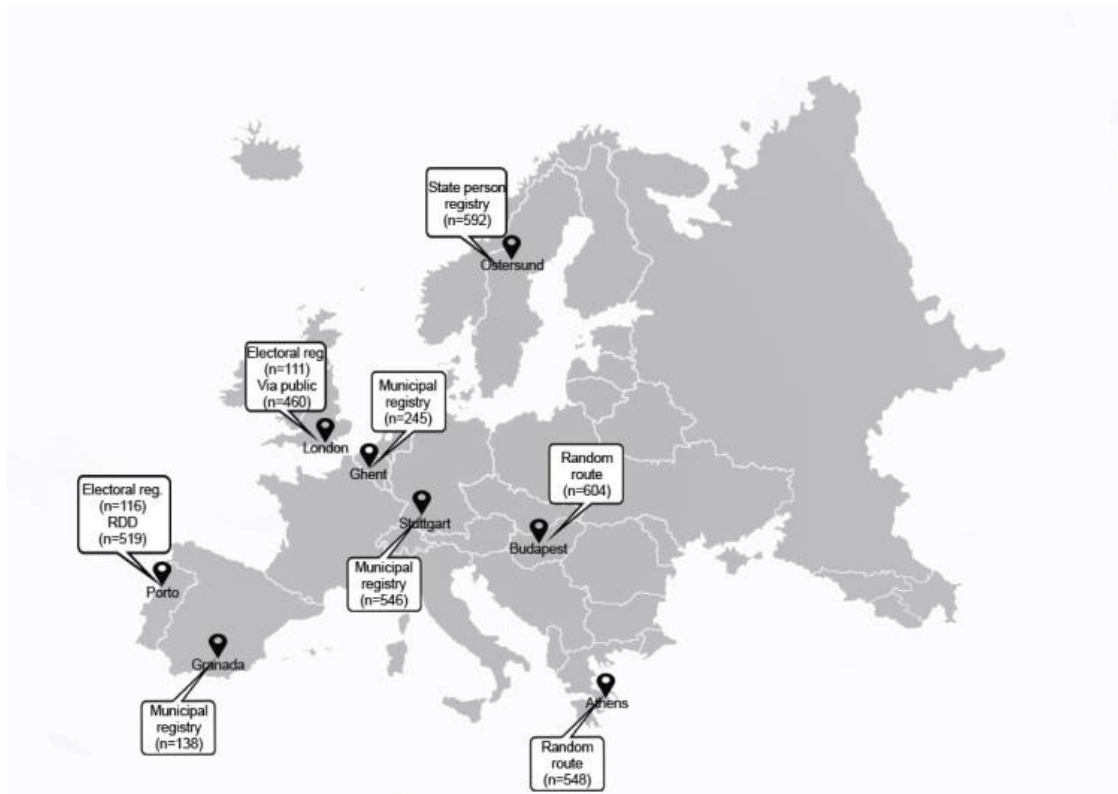 State person
registry
(n=592)
Ostersund
Electoral reg.
(n=111)
Via public
(n=460)
London
Municipal
registry
(n=245)
Ghent
Random
route
(n=604)
Budapest
Stuttgart
Municipal
registry
(n=546)
Electoral reg.
(n=116)
RDD
(n=519)
Porto
Granada
Municipal
registry
(n=138)
Athens
Random
route
(n=548)